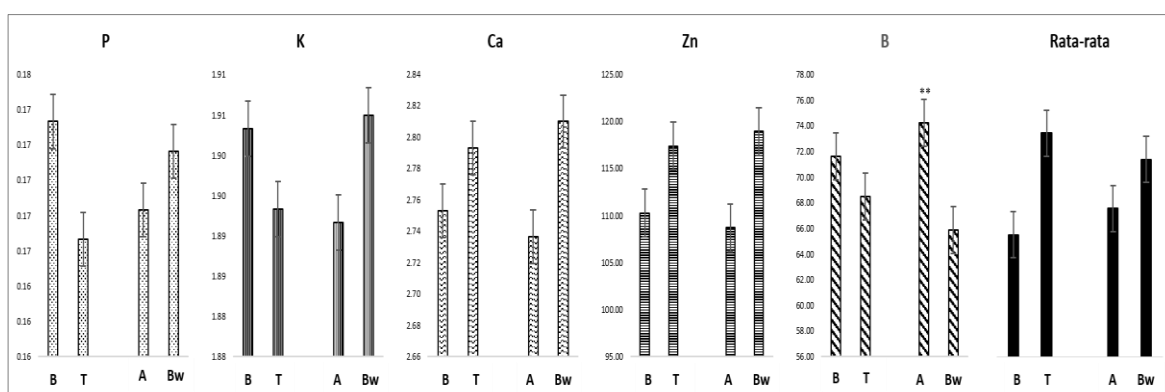 P K Ca Zn B Rata-rata
0.18 1.91 2.84 125.00 78.00
0.17 1.91 2.82 120.00 76.00
0.17 1.90 2.80 115.00 74.00
0.17 1.90 2.78 110.00 72.00
0.17 1.89 2.76 105.00 70.00
0.17 1.89 2.74 100.00 68.00
0.16 1.88 2.72 95.00 66.00
0.16 1.88 2.70 64.00
0.16 2.68 62.00
2.66 60.00
58.00
56.00
**
B T A Bw B T A Bw B T A Bw B T A Bw B T A Bw B T A Bw